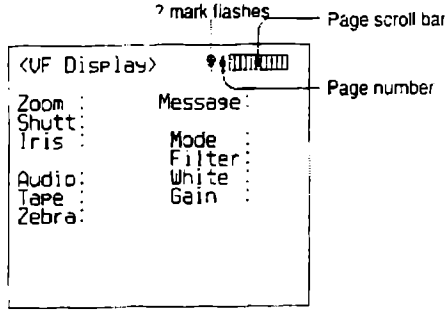 ? mark flashes
Page scroll bar
<VF Display>
Page number
Zoom :
Message:
Shutt:
Iris :
Mode :
Filter:
Audio:
White :
Tape :
Gain :
Zebra: